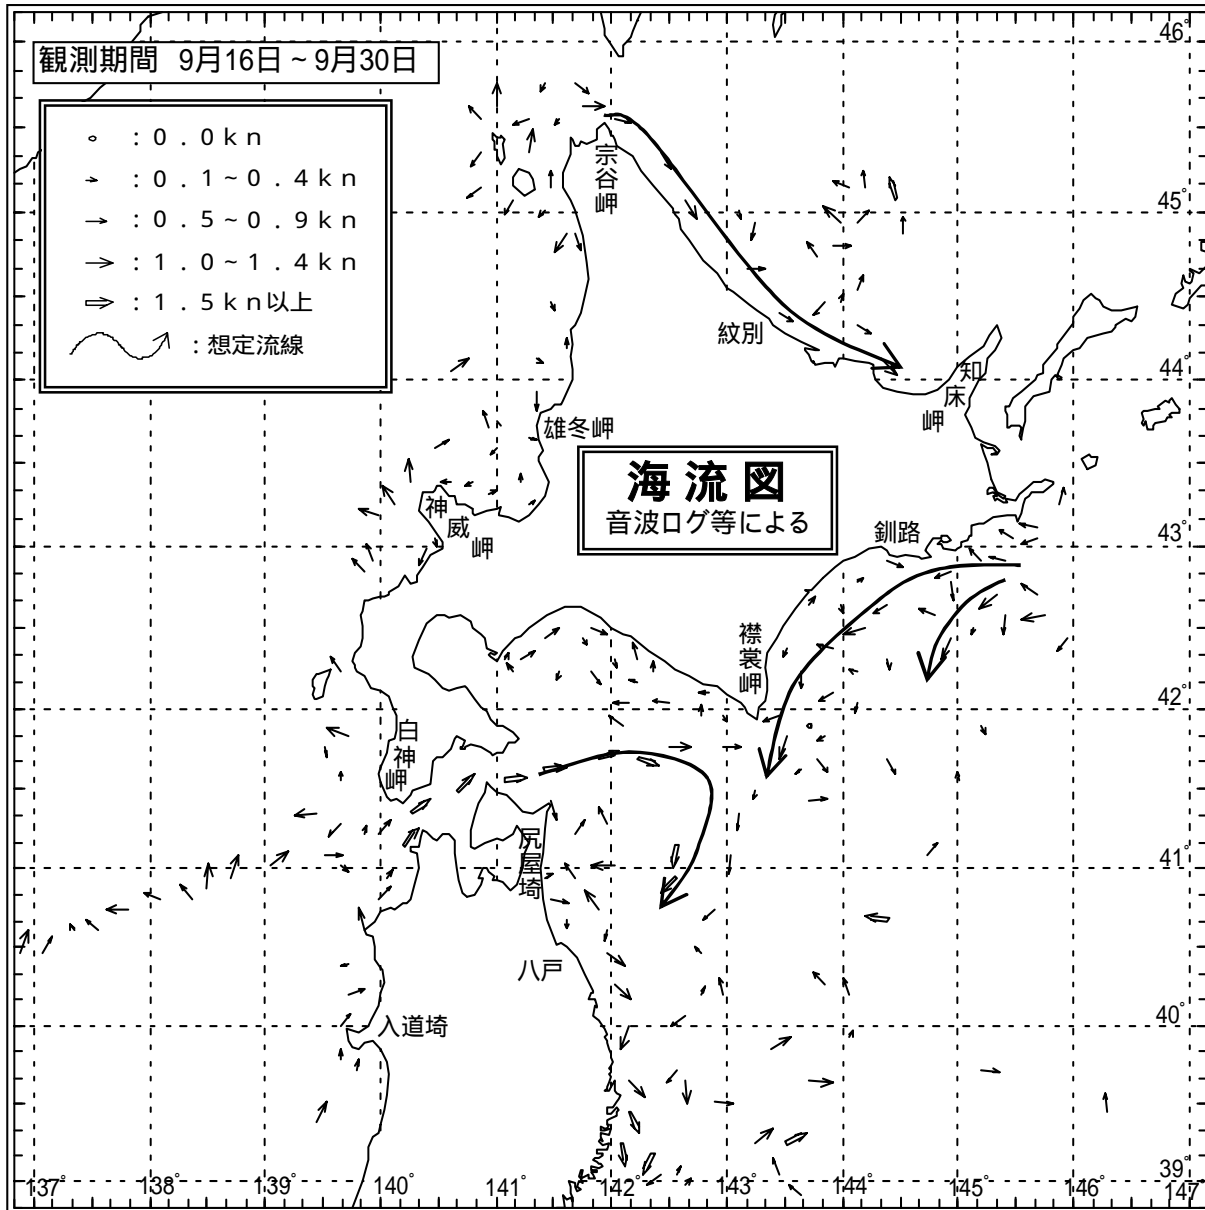 観測期間 9月16日~9月30日
:0.0kn
:0.1~0.4kn
:0.5~0.9kn
:1.0~1.4kn
:1.5kn以上
:想定流線
海流図
音波ログ等による
宗谷岬
紋別
知床岬
雄冬岬
神威岬
釧路
襟裳岬
白神岬
尻屋埼
八戸
入道埼
46°
45°
44°
43°
42°
41°
40°
39°
137° 138° 139° 140° 141° 142° 143° 144° 145° 146° 147°